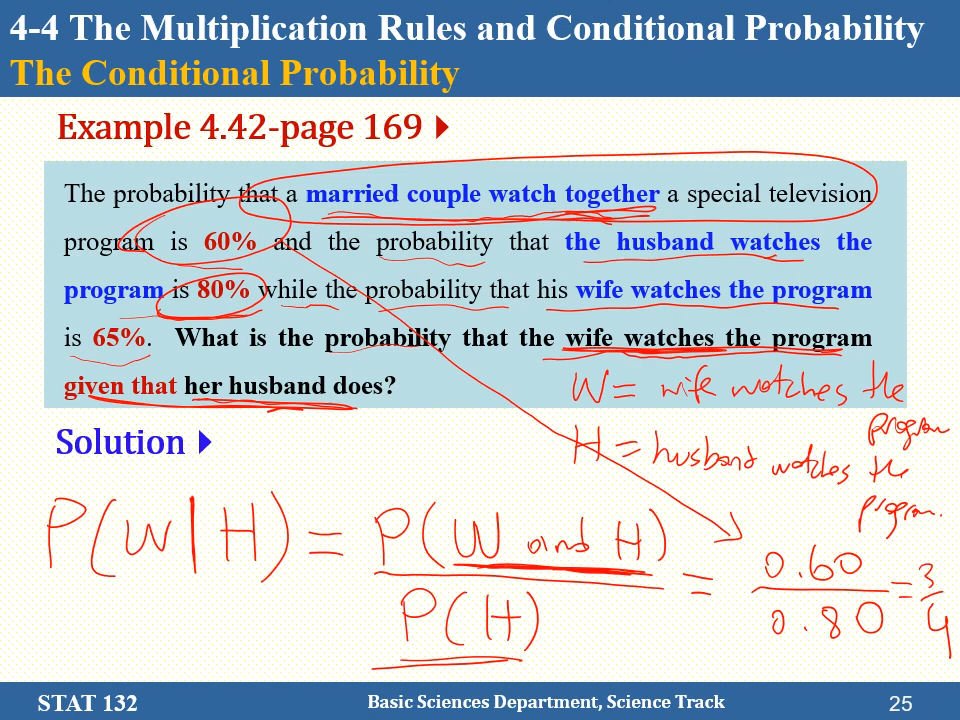 4-4 The Multiplication Rules and Conditional Probability
The Conditional Probability
Example 4.42-page 169
The probability that a married couple watch together a special television
program is 60% and the probability that the husband watches the
program is 80% while the probability that his wife watches the program
is 65%. What is the probability that the wife watches the program
given that her husband does?
W = wife watches the
program
Solution
H = husband watches the
program.
P(W|H) = P(W and H) / P(H) = 0.60 / 0.80 = 3/4
STAT 132
Basic Sciences Department, Science Track
25